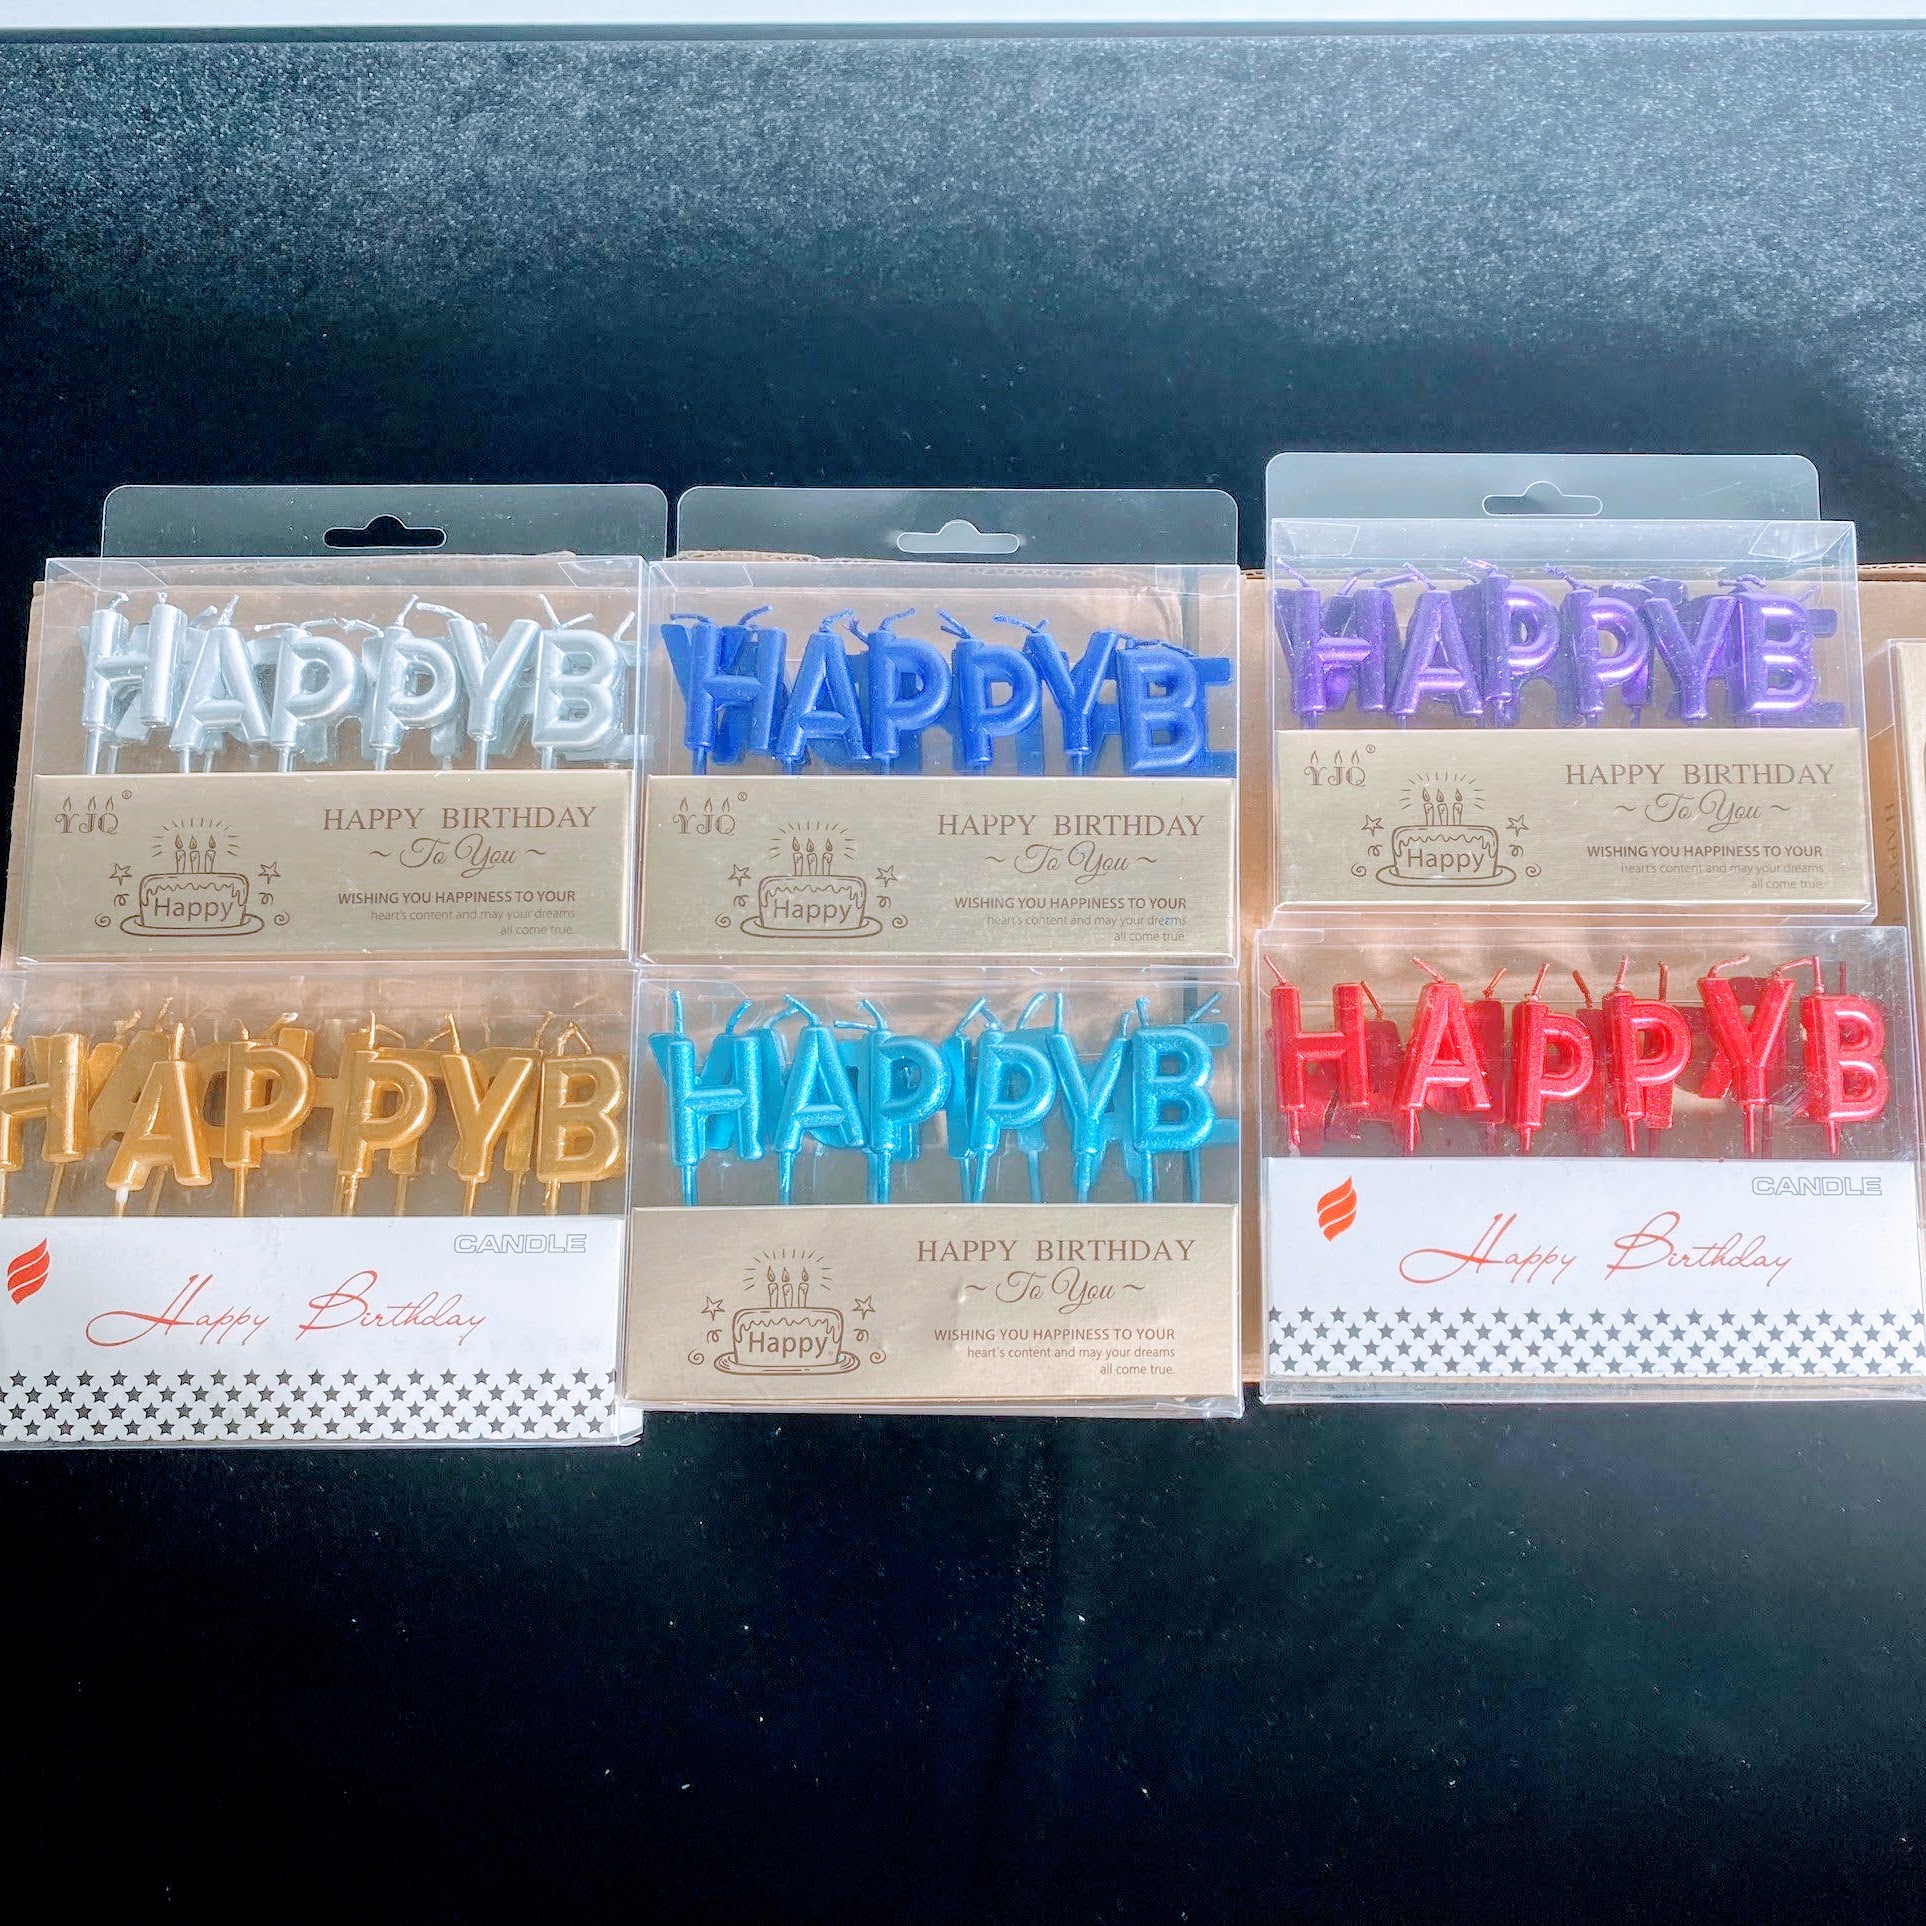 HAPPYB
YJQ®
Happy
HAPPY BIRTHDAY
~ To You ~
WISHING YOU HAPPINESS TO YOUR
heart's content and may your dreams
all come true.
HAPPYB
YJQ®
Happy
HAPPY BIRTHDAY
~ To You ~
WISHING YOU HAPPINESS TO YOUR
heart's content and may your dreams
all come true.
HAPPYB
YJQ®
Happy
HAPPY BIRTHDAY
~ To You ~
WISHING YOU HAPPINESS TO YOUR
heart's content and may your dreams
all come true.
HAPPYB
CANDLE
Happy Birthday
HAPPYB
Happy
HAPPY BIRTHDAY
~ To You ~
WISHING YOU HAPPINESS TO YOUR
heart's content and may your dreams
all come true.
HAPPYB
CANDLE
Happy Birthday